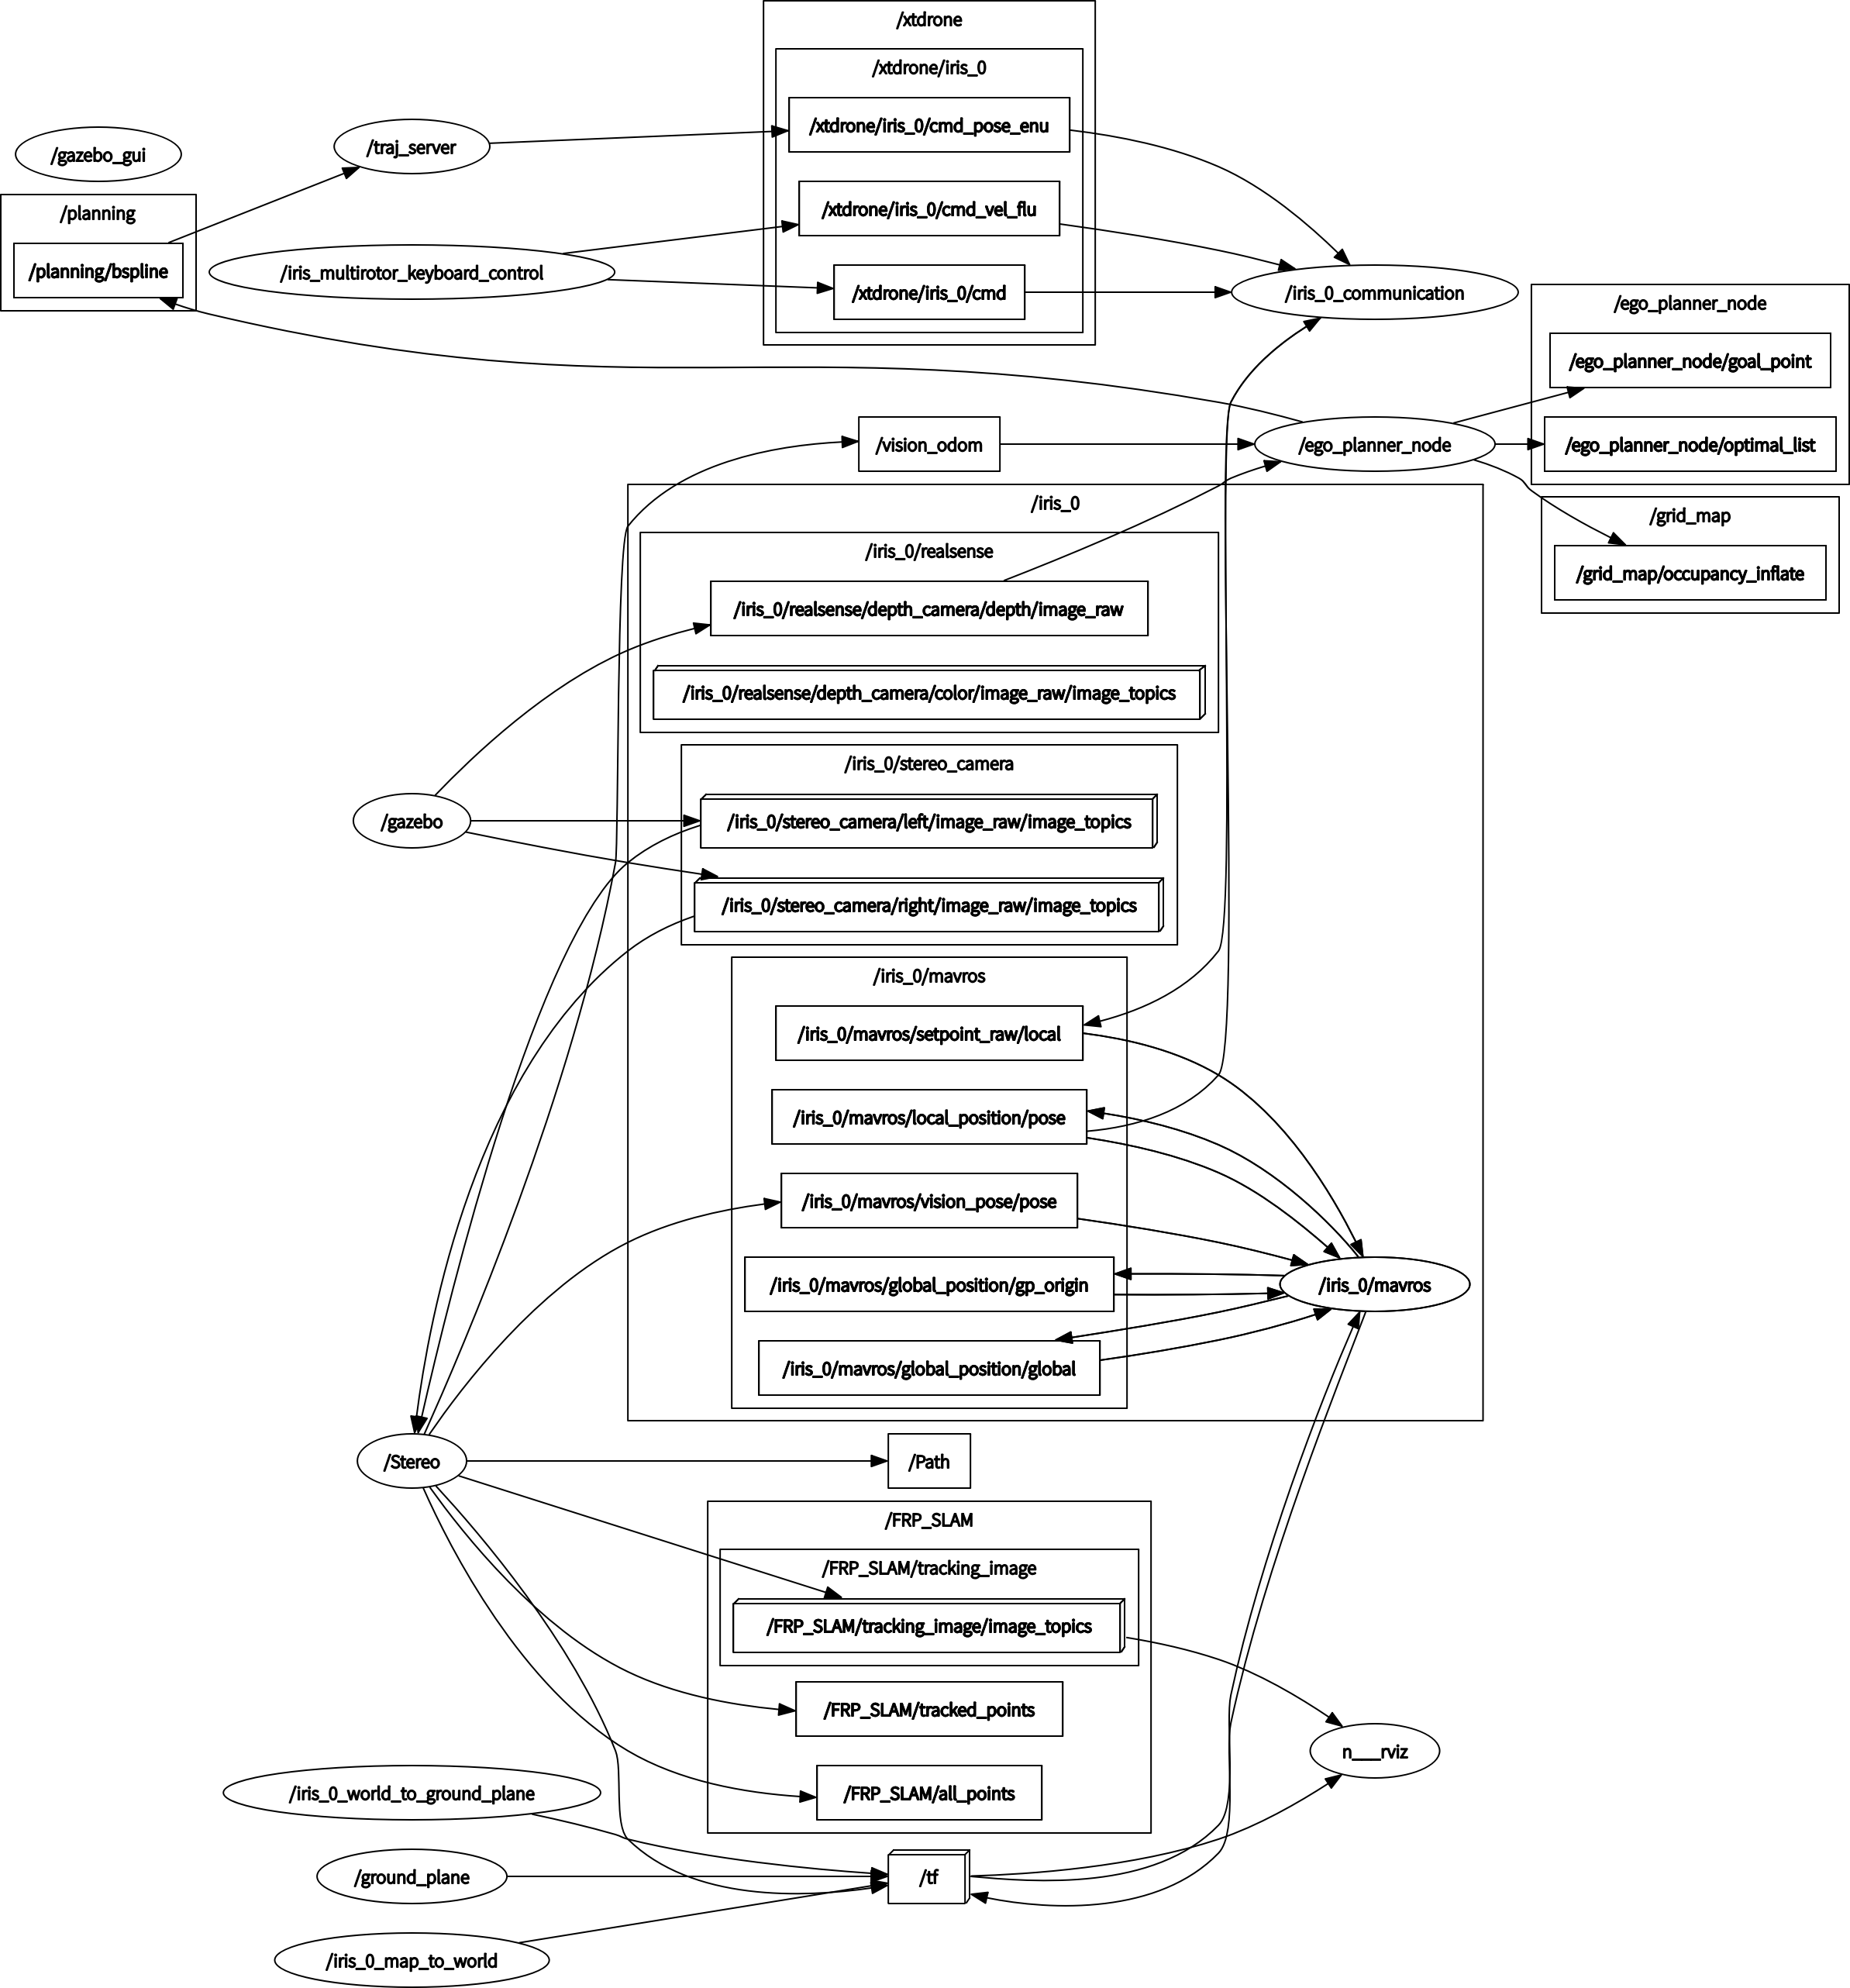 /xtdrone
/xtdrone/iris_0
/xtdrone/iris_0/cmd_pose_enu
/traj_server
/gazebo_gui
/planning
/xtdrone/iris_0/cmd_vel_flu
/planning/bspline
/iris_multirotor_keyboard_control
/xtdrone/iris_0/cmd
/iris_0_communication
/ego_planner_node
/ego_planner_node/goal_point
/vision_odom
/ego_planner_node
/ego_planner_node/optimal_list
/iris_0
/grid_map
/iris_0/realsense
/grid_map/occupancy_inflate
/iris_0/realsense/depth_camera/depth/image_raw
/iris_0/realsense/depth_camera/color/image_raw/image_topics
/iris_0/stereo_camera
/gazebo
/iris_0/stereo_camera/left/image_raw/image_topics
/iris_0/stereo_camera/right/image_raw/image_topics
/iris_0/mavros
/iris_0/mavros/setpoint_raw/local
/iris_0/mavros/local_position/pose
/iris_0/mavros/vision_pose/pose
/iris_0/mavros/global_position/gp_origin
/iris_0/mavros
/iris_0/mavros/global_position/global
/Stereo
/Path
/FRP_SLAM
/FRP_SLAM/tracking_image
/FRP_SLAM/tracking_image/image_topics
/FRP_SLAM/tracked_points
n___rviz
/iris_0_world_to_ground_plane
/FRP_SLAM/all_points
/ground_plane
/tf
/iris_0_map_to_world